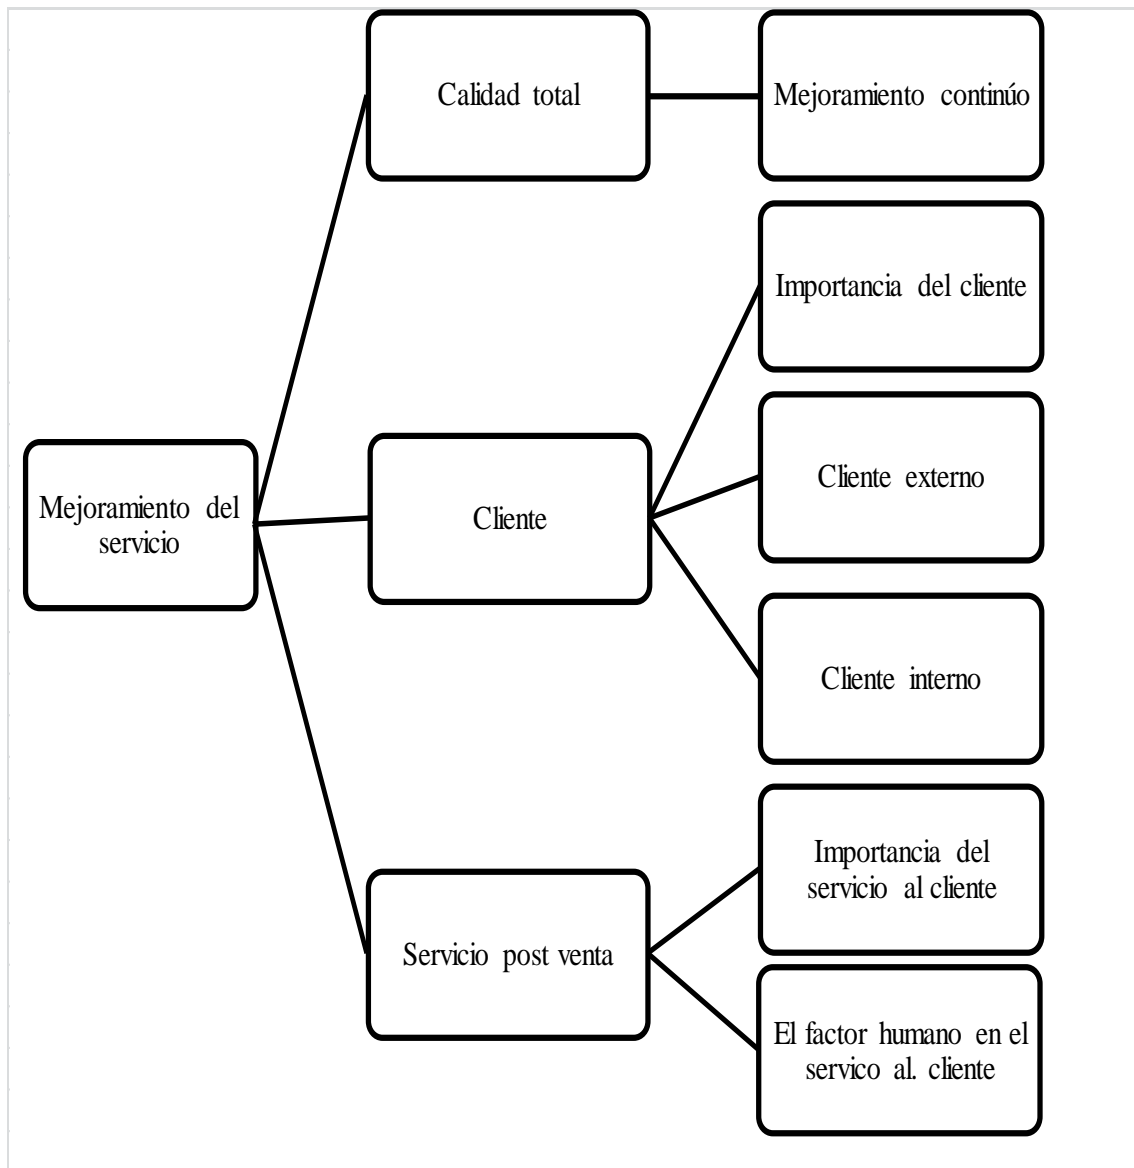 Calidad total
Mejoramiento continúo
Importancia del cliente
Cliente externo
Mejoramiento del
servicio
Cliente
Cliente interno
Importancia del
servicio al cliente
Servicio post venta
El factor humano en el
servico al. cliente